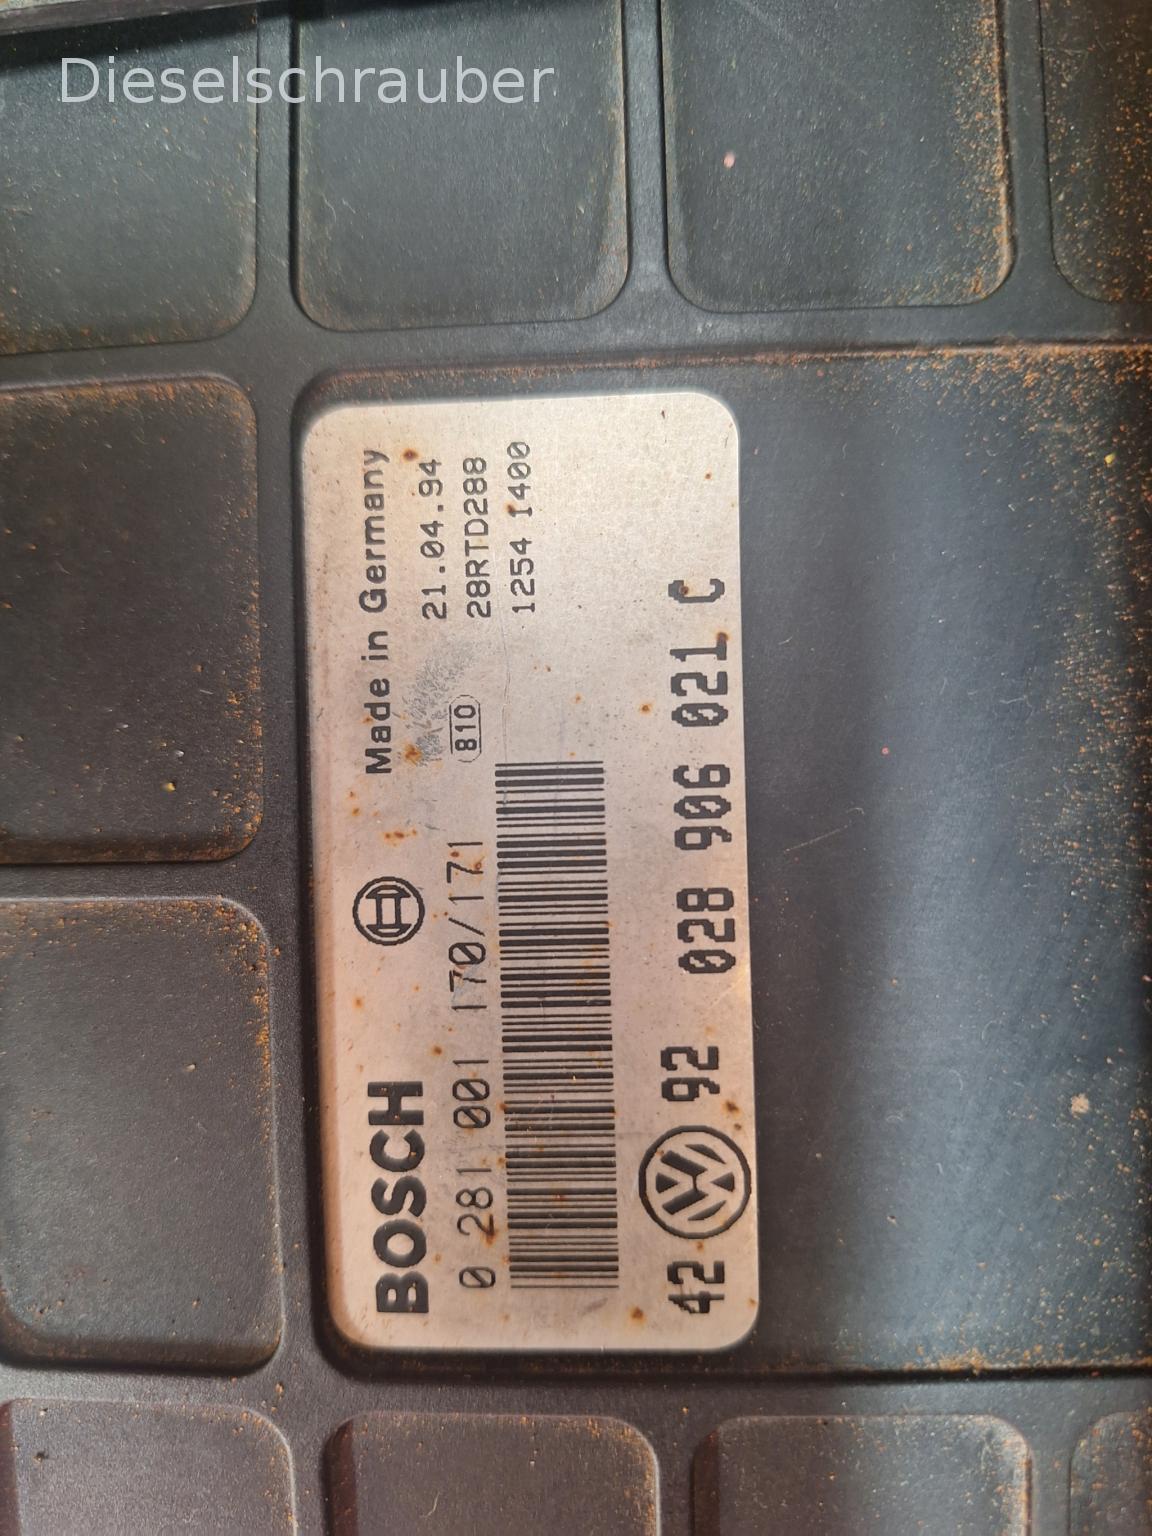 Dieselschrauber
BOSCH
Made in Germany
0 281 001 170/171
810
21.04.94
28RTD288
1254 1400
42 92 028 906 021 C